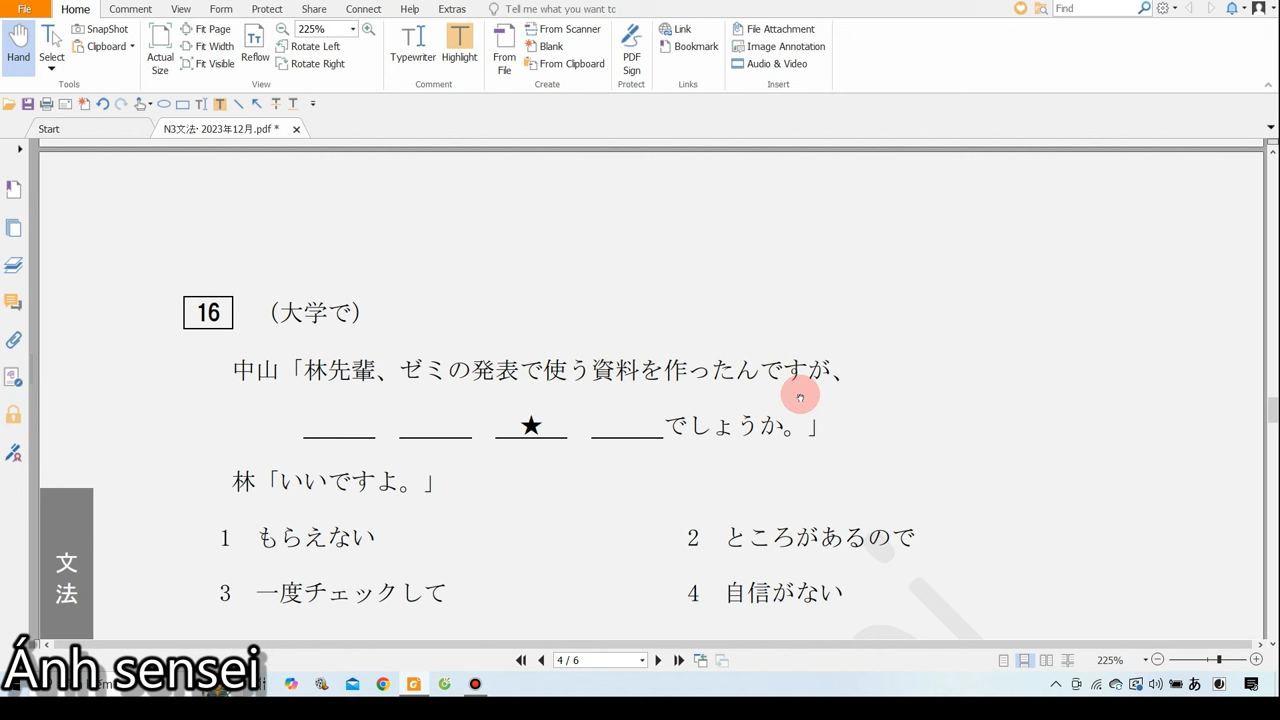 File Home Comment View Form Protect Share Connect Help Extras Tell me what you want tc Find
Hand
Select
SnapShot
Clipboard
Actual Size
Fit Page
Fit Width
Fit Visible
Reflow
225%
Rotate Left
Rotate Right
Typewriter
Highlight
From File
From Scanner
Blank
From Clipboard
PDF Sign
Link
Bookmark
File Attachment
Image Annotation
Audio & Video
Tools View Comment Create Protect Links Insert
Start N3文法・2023年12月.pdf *
16 （大学で）
中山「林先輩、ゼミの発表で使う資料を作ったんですが、
★ でしょうか。」
林「いいですよ。」
1 もらえない 2 ところがあるので
3 一度チェックして 4 自信がない
文法
Ánh sensei
4 / 6
225%
あ